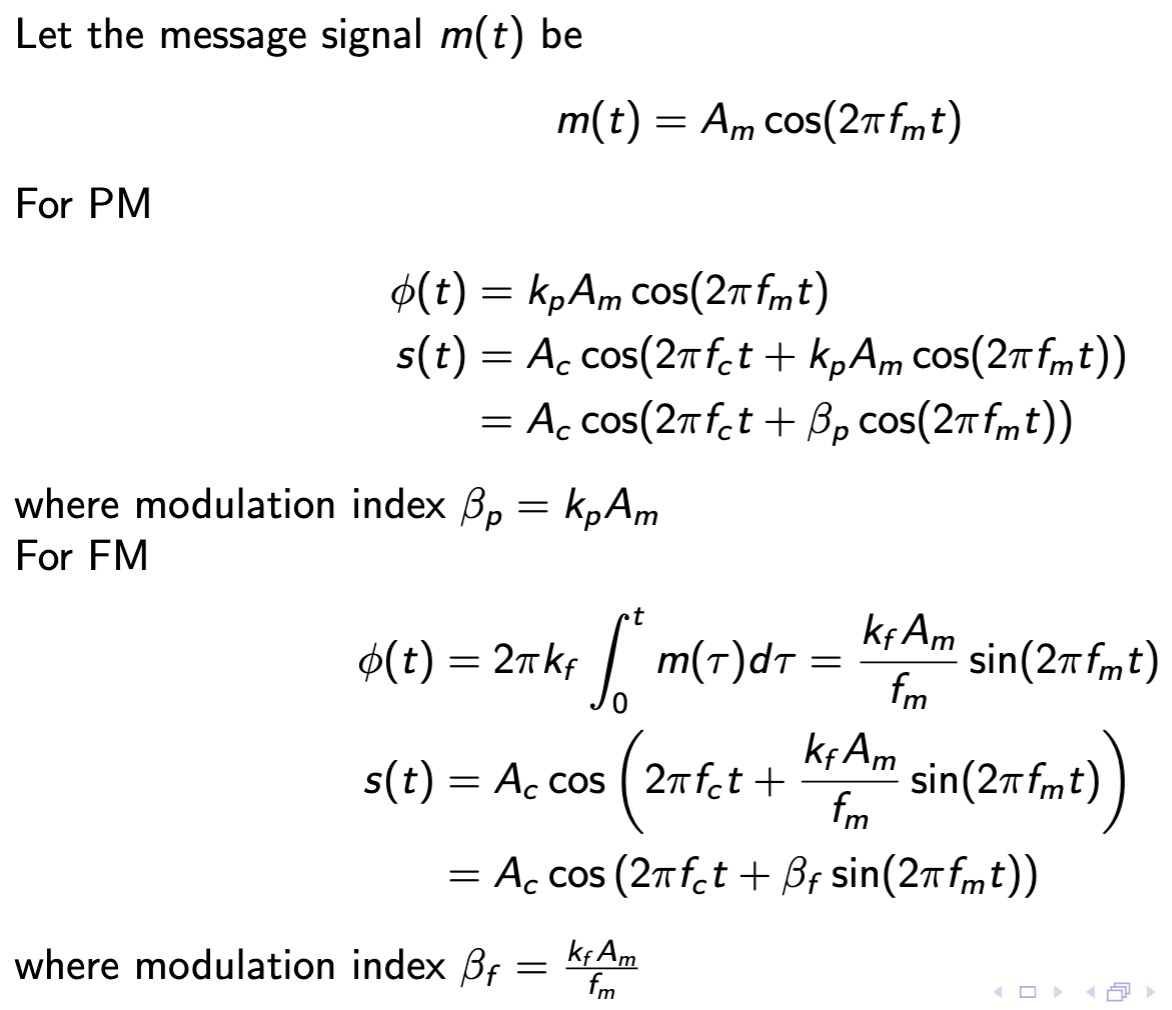 Let the message signal m(t) be
m(t) = A_m cos(2πf_m t)
For PM
ϕ(t) = k_p A_m cos(2πf_m t)
s(t) = A_c cos(2πf_c t + k_p A_m cos(2πf_m t))
= A_c cos(2πf_c t + β_p cos(2πf_m t))
where modulation index β_p = k_p A_m
For FM
ϕ(t) = 2πk_f ∫_0^t m(τ)dτ = \frac{k_f A_m}{f_m} sin(2πf_m t)
s(t) = A_c cos (2πf_c t + \frac{k_f A_m}{f_m} sin(2πf_m t))
= A_c cos (2πf_c t + β_f sin(2πf_m t))
where modulation index β_f = \frac{k_f A_m}{f_m}